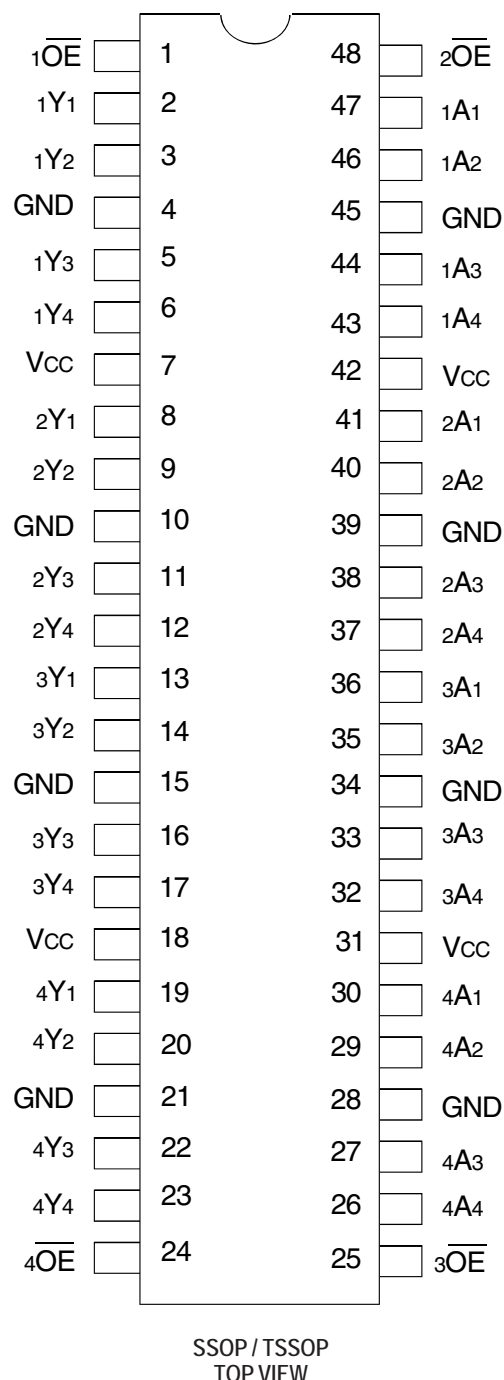 1OE 1 48 2OE
1Y1 2 47 1A1
1Y2 3 46 1A2
GND 4 45 GND
1Y3 5 44 1A3
1Y4 6 43 1A4
VCC 7 42 VCC
2Y1 8 41 2A1
2Y2 9 40 2A2
GND 10 39 GND
2Y3 11 38 2A3
2Y4 12 37 2A4
3Y1 13 36 3A1
3Y2 14 35 3A2
GND 15 34 GND
3Y3 16 33 3A3
3Y4 17 32 3A4
VCC 18 31 VCC
4Y1 19 30 4A1
4Y2 20 29 4A2
GND 21 28 GND
4Y3 22 27 4A3
4Y4 23 26 4A4
4OE 24 25 3OE
SSOP / TSSOP
TOP VIEW